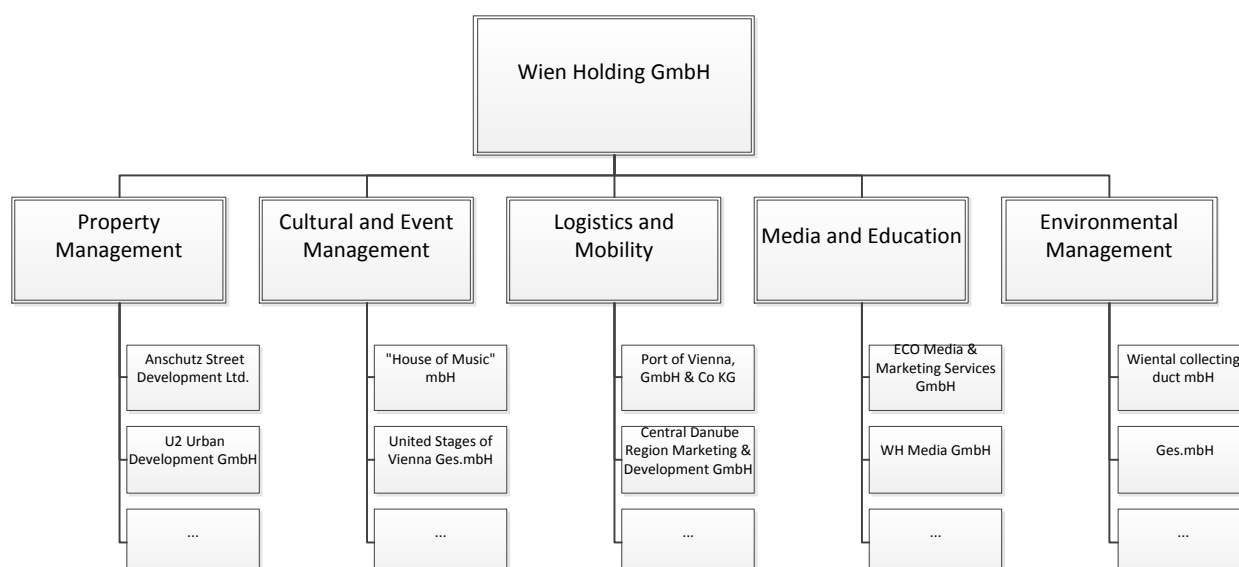 Wien Holding GmbH
Property
Management
Cultural and Event
Management
Logistics and
Mobility
Media and Education
Environmental
Management
Anschutz Street
Development Ltd.
"House of Music"
mbH
Port of Vienna,
GmbH & Co KG
ECO Media &
Marketing Services
GmbH
Wiental collecting
duct mbH
U2 Urban
Development GmbH
United Stages of
Vienna Ges.mbH
Central Danube
Region Marketing &
Development GmbH
WH Media GmbH
Ges.mbH
...
...
...
...
...